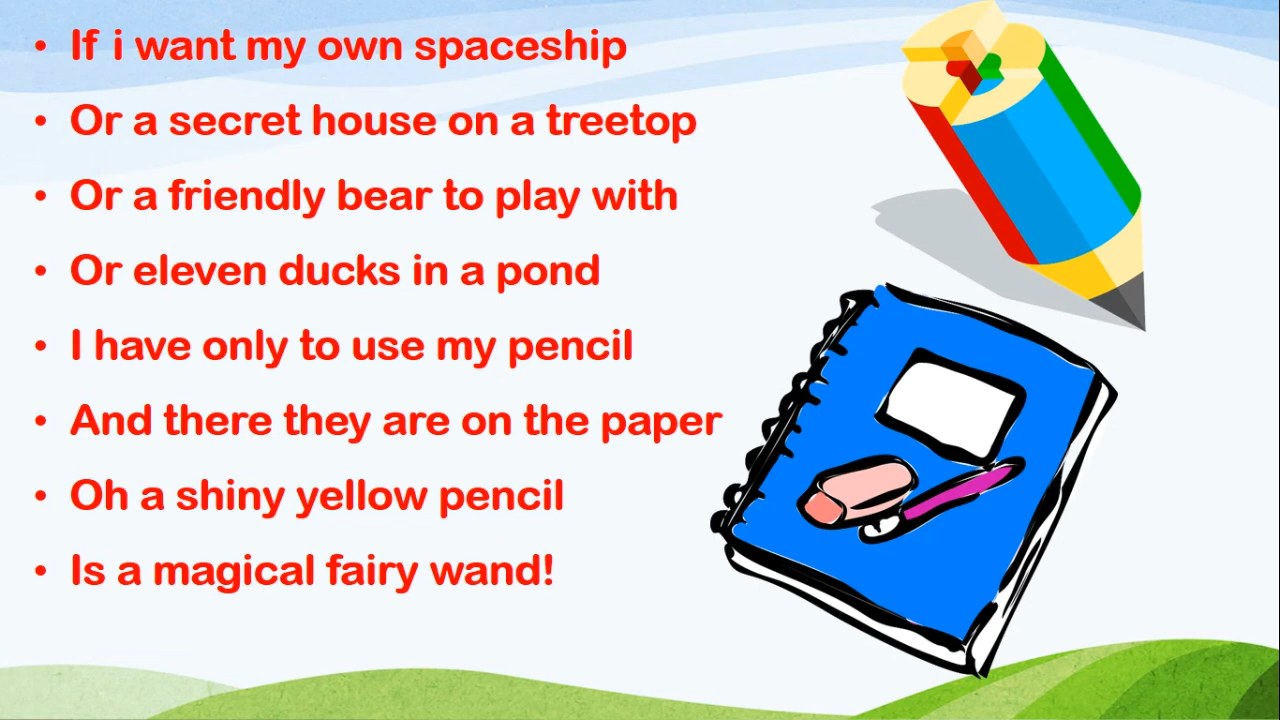 • If i want my own spaceship
• Or a secret house on a treetop
• Or a friendly bear to play with
• Or eleven ducks in a pond
• I have only to use my pencil
• And there they are on the paper
• Oh a shiny yellow pencil
• Is a magical fairy wand!